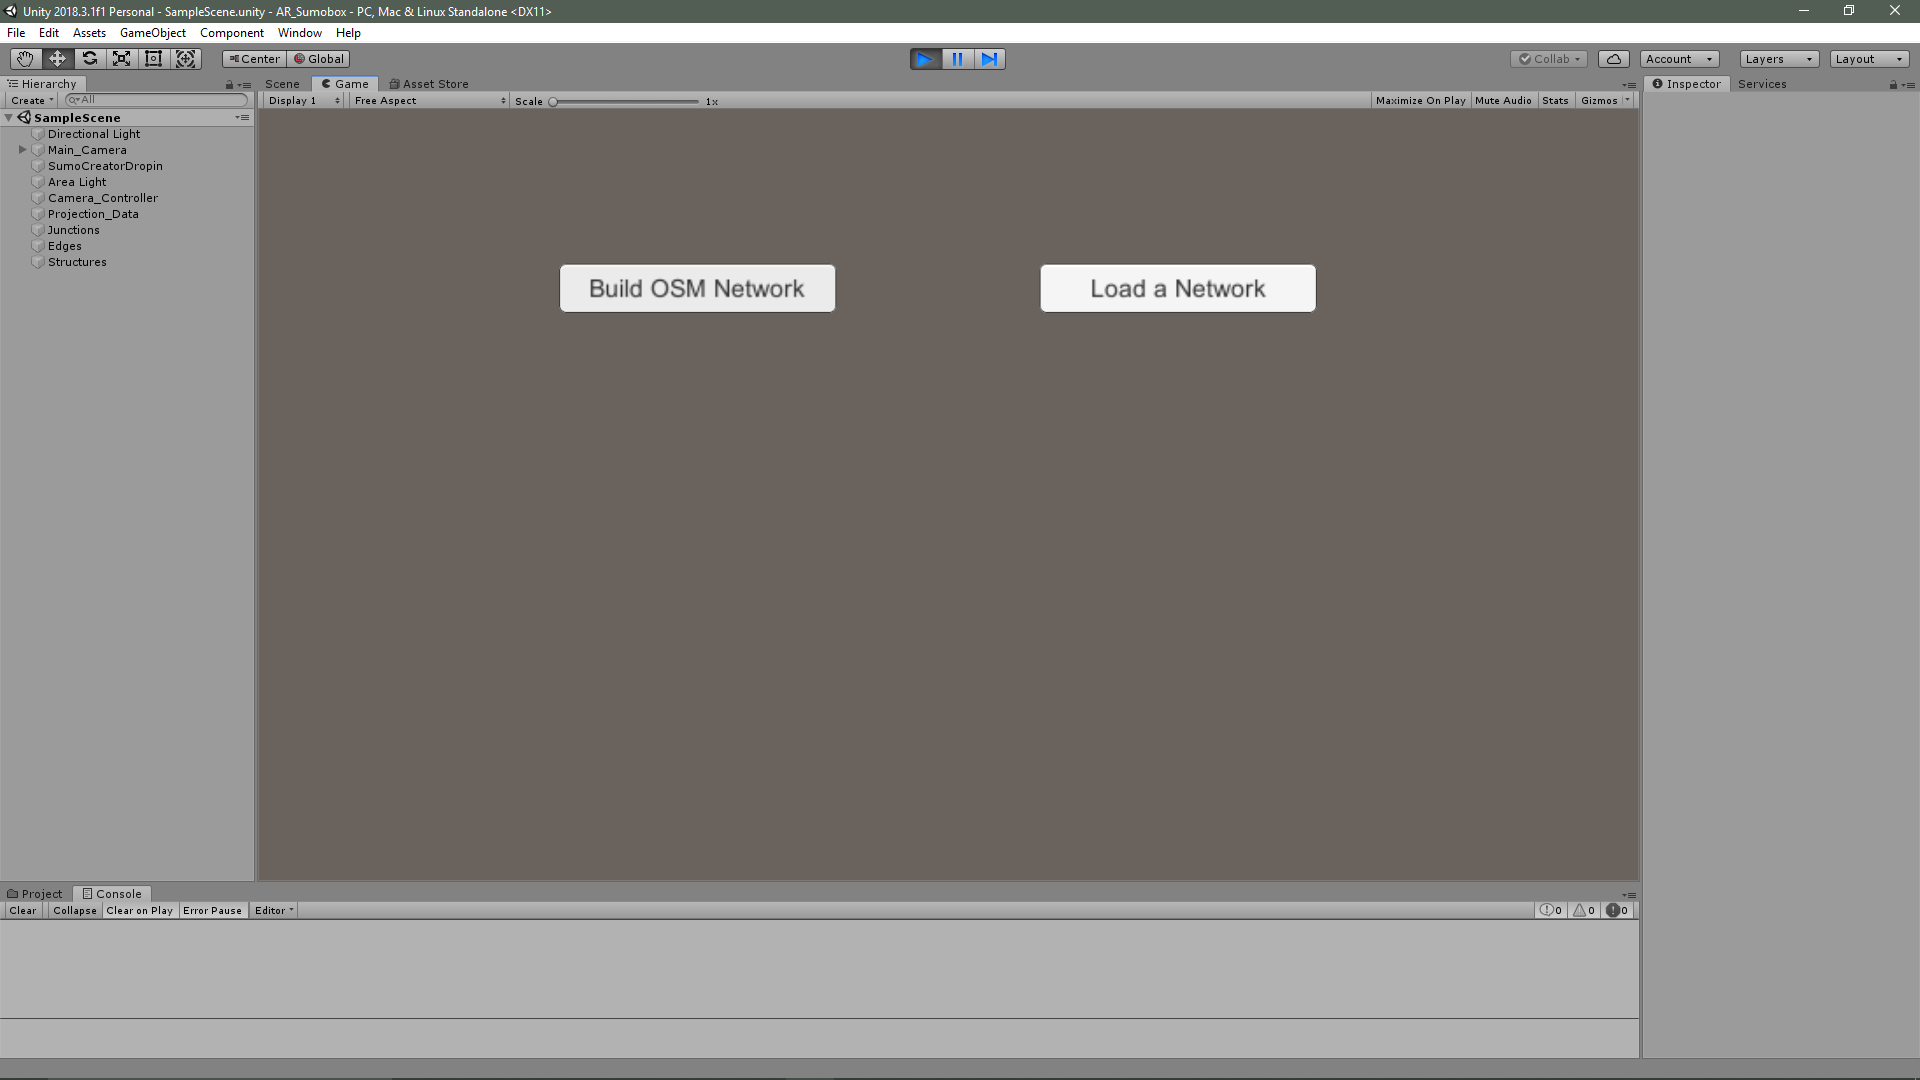 Unity 2018.3.1f1 Personal - SampleScene.unity - AR_Sumobox - PC, Mac & Linux Standalone <DX11>
File Edit Assets GameObject Component Window Help
Center Global Collab Account Layers Layout
Hierarchy Scene Game Asset Store Inspector Services
Create All Display 1 Free Aspect Scale 1x Maximize On Play Mute Audio Stats Gizmos
SampleScene
Directional Light
Main_Camera
SumoCreatorDropin
Area Light
Camera_Controller
Projection_Data
Junctions
Edges
Structures
Build OSM Network Load a Network
Project Console
Clear Collapse Clear on Play Error Pause Editor 0 0 0